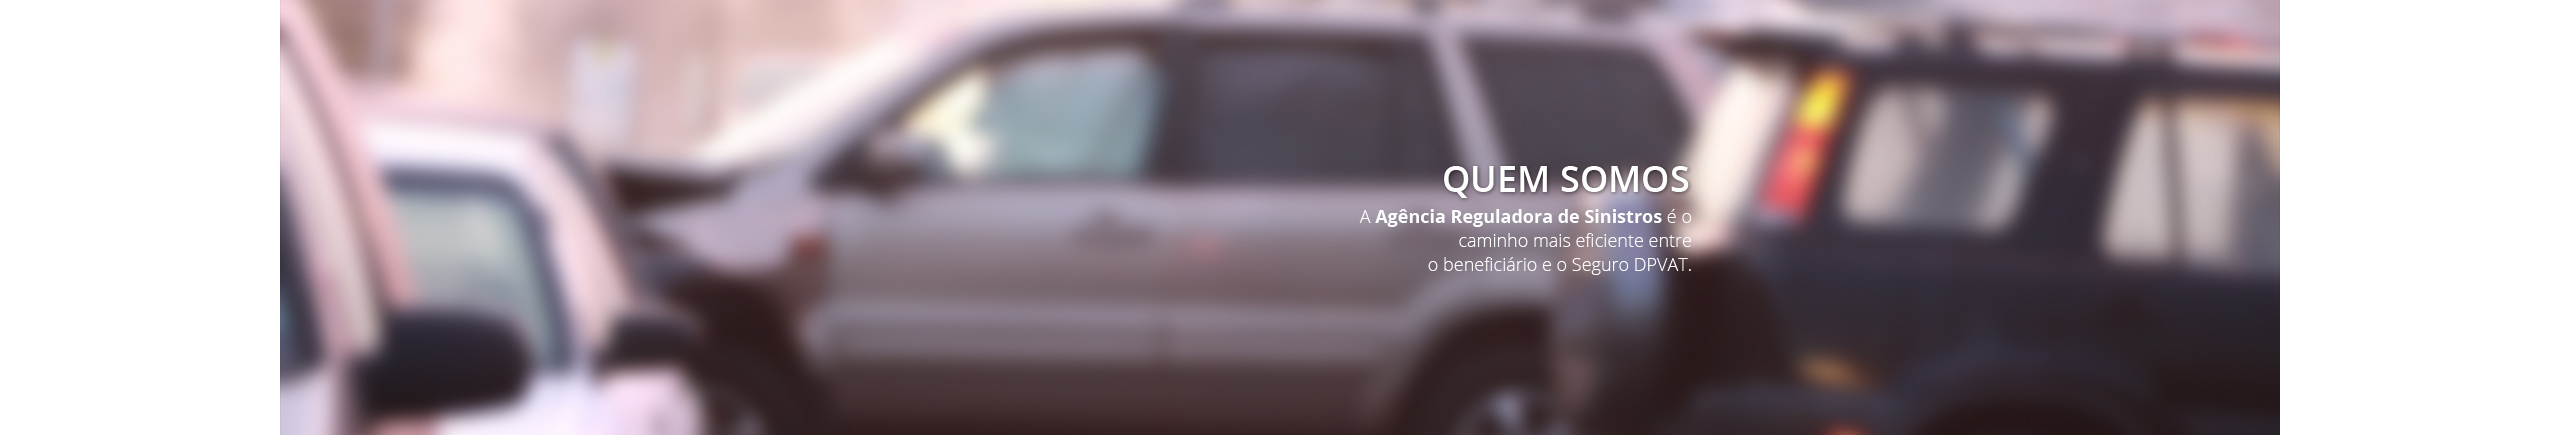 QUEM SOMOS
A Agência Reguladora de Sinistros é o
caminho mais eficiente entre
o beneficiário e o Seguro DPVAT.